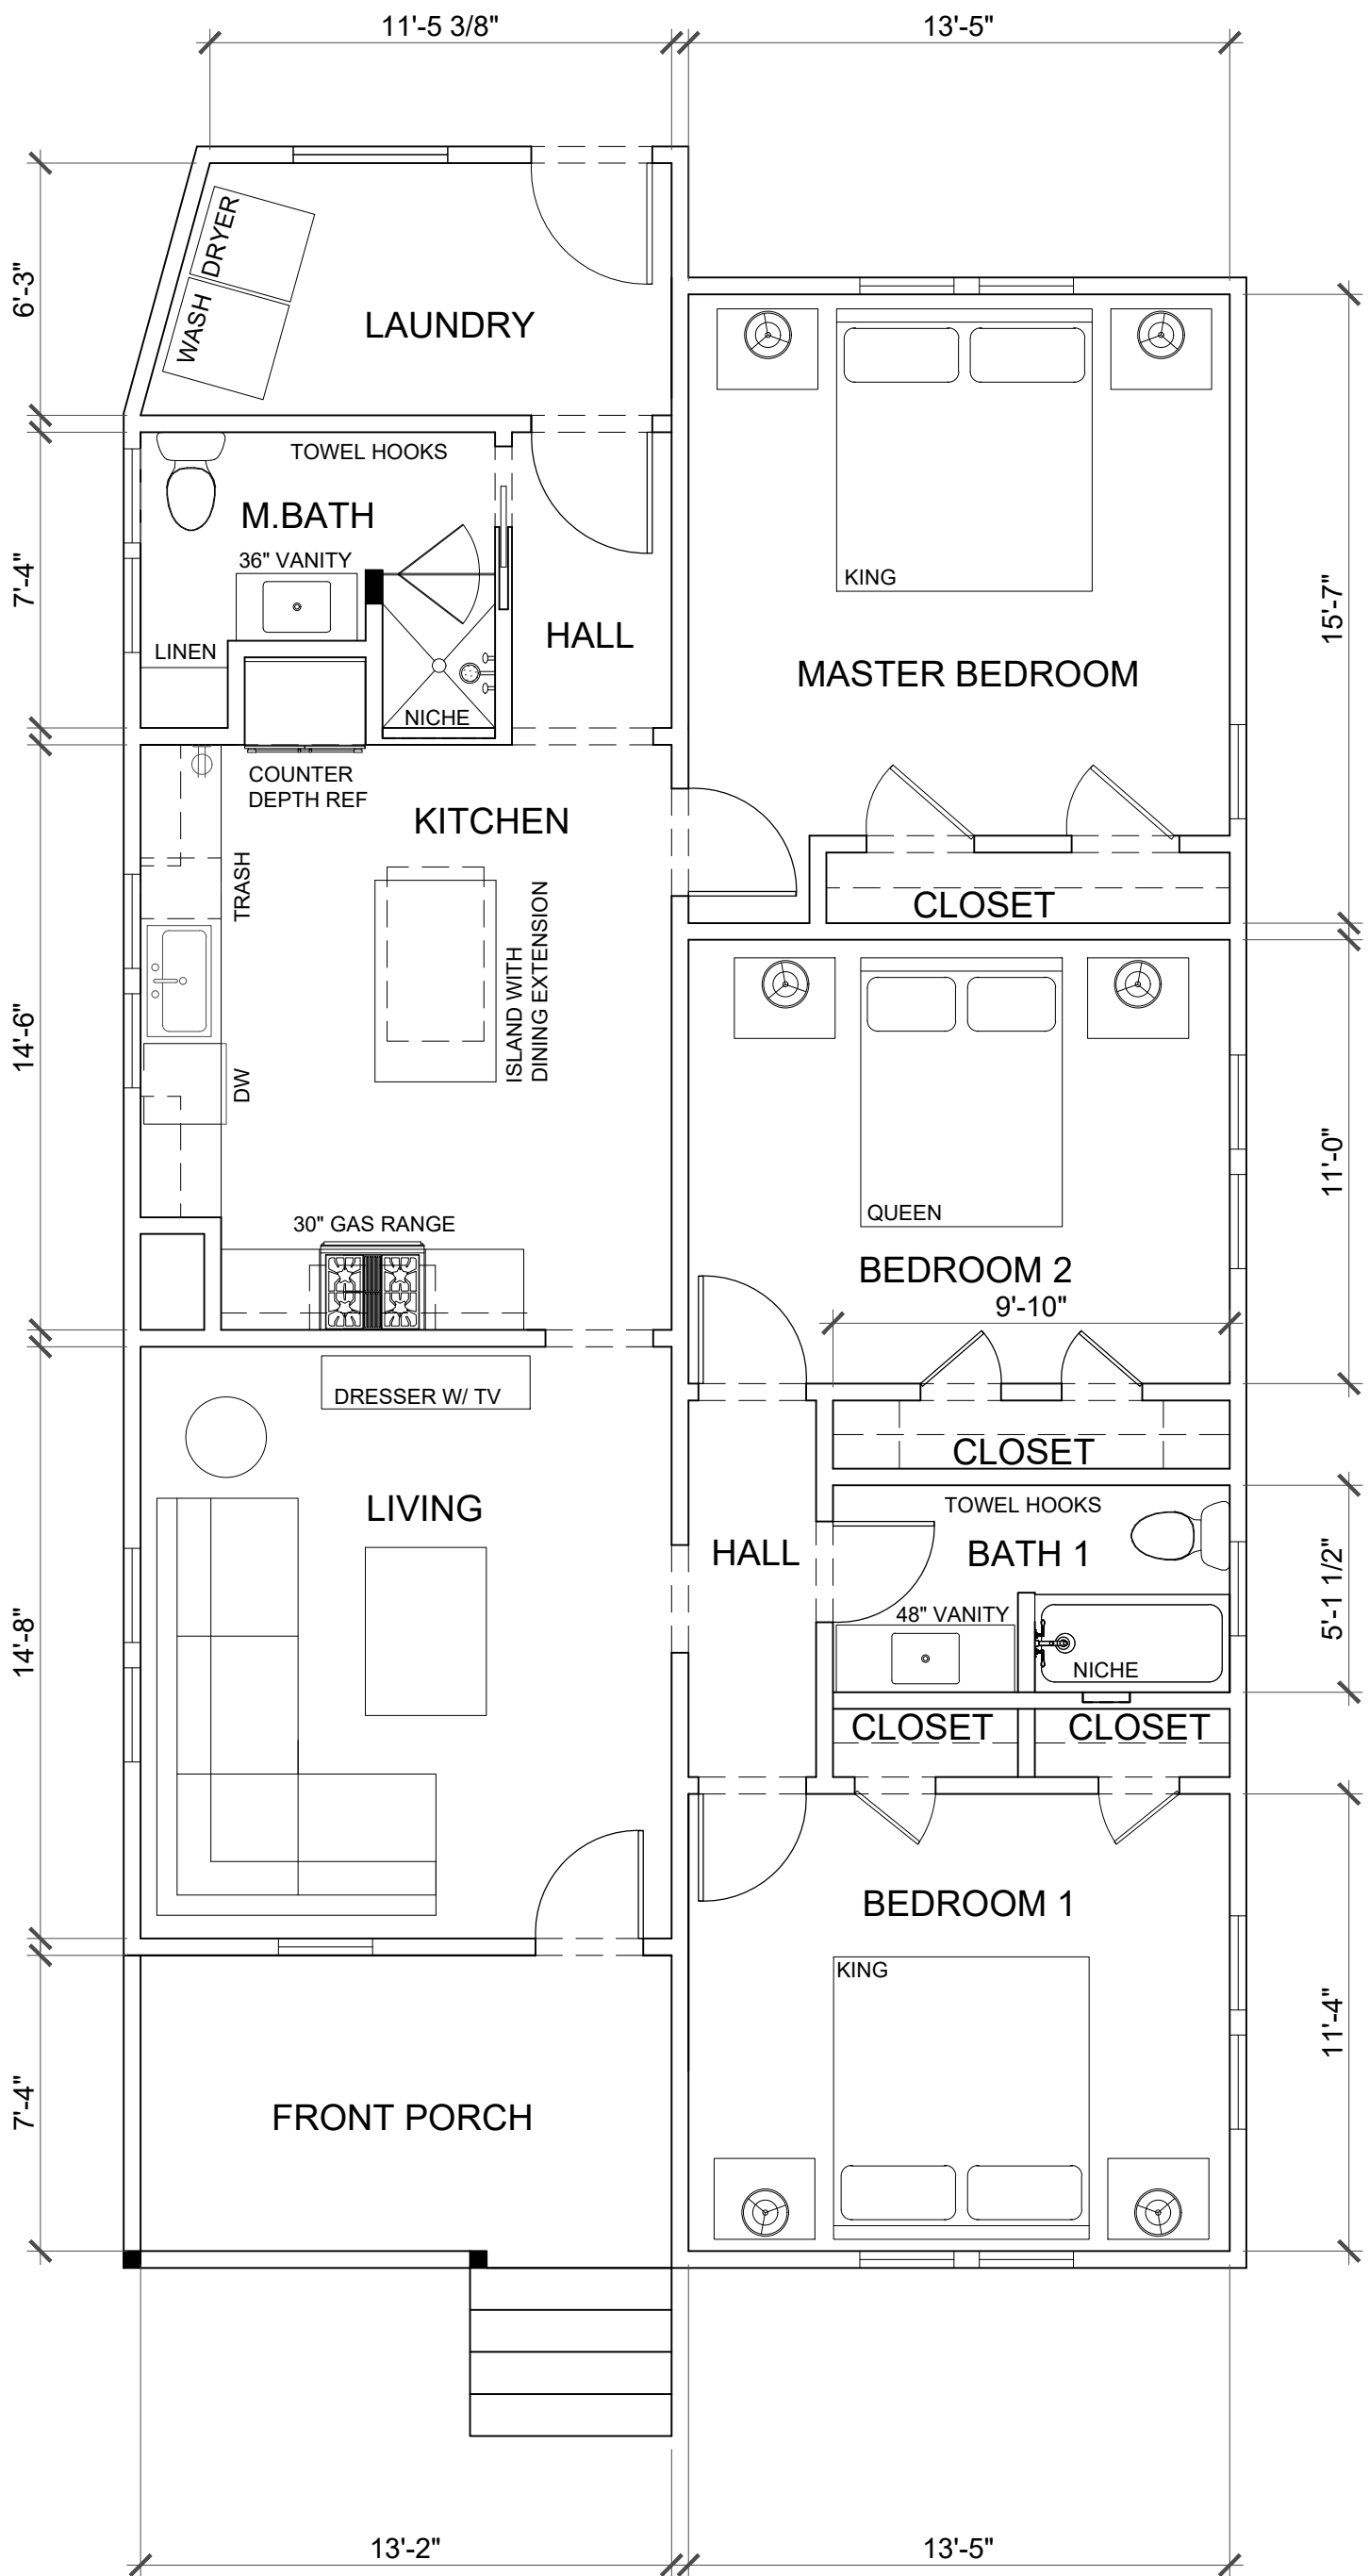 11'-5 3/8"
13'-5"
6'-3"
DRYER
WASH
LAUNDRY
TOWEL HOOKS
M.BATH
36" VANITY
7'-4"
LINEN
HALL
NICHE
KING
MASTER BEDROOM
15'-7"
COUNTER
DEPTH REF
KITCHEN
TRASH
CLOSET
ISLAND WITH
DINING EXTENSION
14'-6"
DW
QUEEN
11'-0"
30" GAS RANGE
BEDROOM 2
9'-10"
DRESSER W/ TV
CLOSET
LIVING
TOWEL HOOKS
HALL
BATH 1
48" VANITY
NICHE
5'-1 1/2"
14'-8"
CLOSET
CLOSET
BEDROOM 1
KING
11'-4"
7'-4"
FRONT PORCH
13'-2"
13'-5"